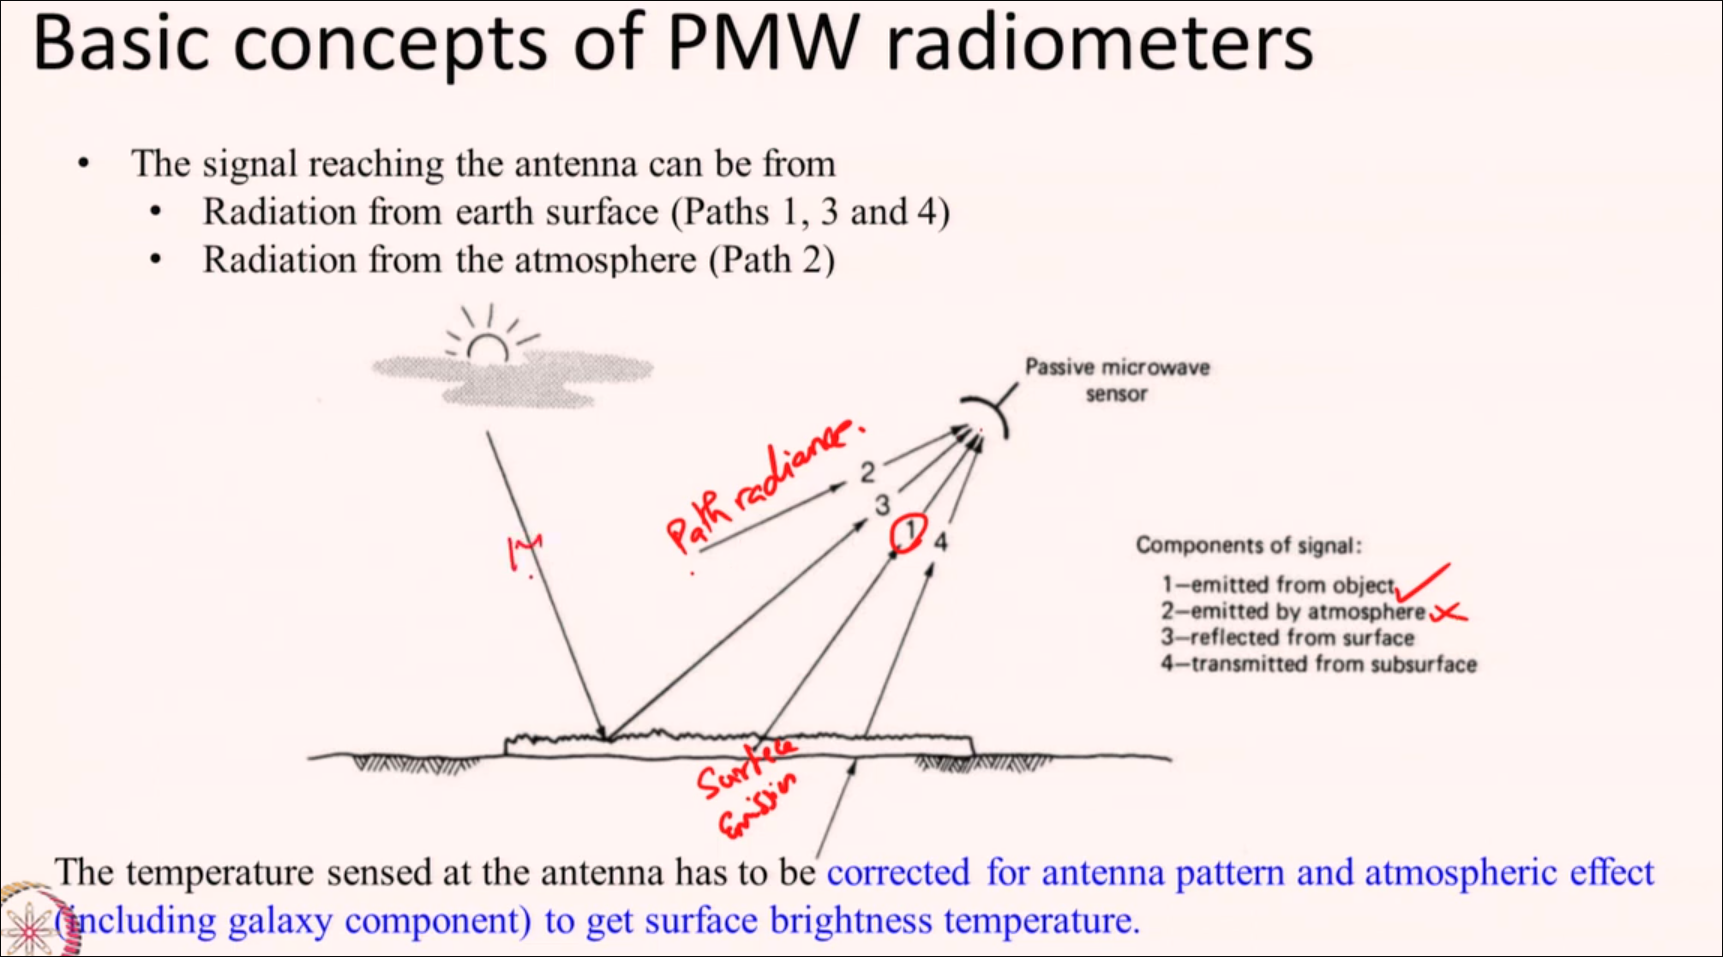 Basic concepts of PMW radiometers
• The signal reaching the antenna can be from
• Radiation from earth surface (Paths 1, 3 and 4)
• Radiation from the atmosphere (Path 2)
Passive microwave
sensor
Path radiance.
2
3
1
4
Components of signal:
1—emitted from object
2—emitted by atmosphere
3—reflected from surface
4—transmitted from subsurface
Surface
Emission
The temperature sensed at the antenna has to be corrected for antenna pattern and atmospheric effect
(including galaxy component) to get surface brightness temperature.